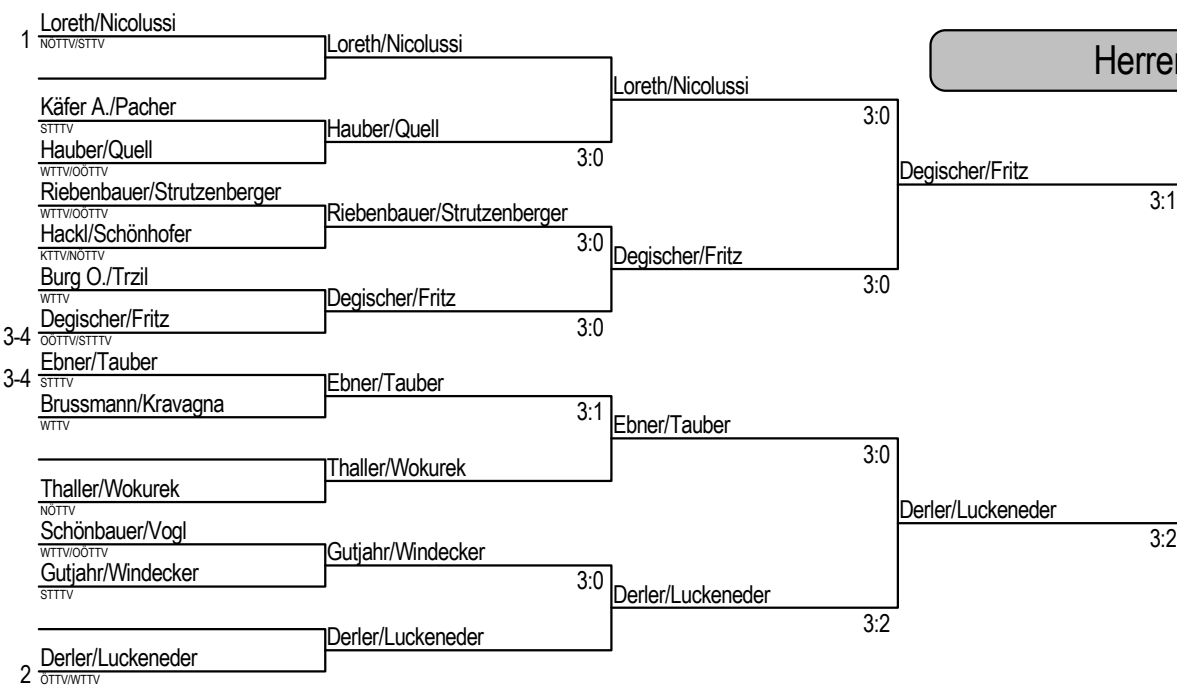 Loreth/Nicolussi
1 NÖTTV/STTV
Käfer A./Pacher
STTTV
Hauber/Quell
WTTV/OÖTTV
Riebenbauer/Strutzenberger
WTTV/OÖTTV
Hackl/Schönhofer
KTTV/NÖTTV
Burg O./Trzil
WTTV
Degischer/Fritz
3-4 OÖTTV/STTTV
Ebner/Tauber
3-4 STTTV
Brussmann/Kravagna
WTTV
Thaller/Wokurek
NÖTTV
Schönbauer/Vogl
WTTV/OÖTTV
Gutjahr/Windecker
STTTV
Derler/Luckeneder
2 ÖTTV/WTTV
Loreth/Nicolussi
Hauber/Quell
3:0
Riebenbauer/Strutzenberger
3:0
Degischer/Fritz
3:0
Ebner/Tauber
3:1
Thaller/Wokurek
Gutjahr/Windecker
3:0
Derler/Luckeneder
Loreth/Nicolussi
3:0
Degischer/Fritz
3:0
Ebner/Tauber
3:0
Derler/Luckeneder
3:2
Herren
Degischer/Fritz
3:1
Derler/Luckeneder
3:2